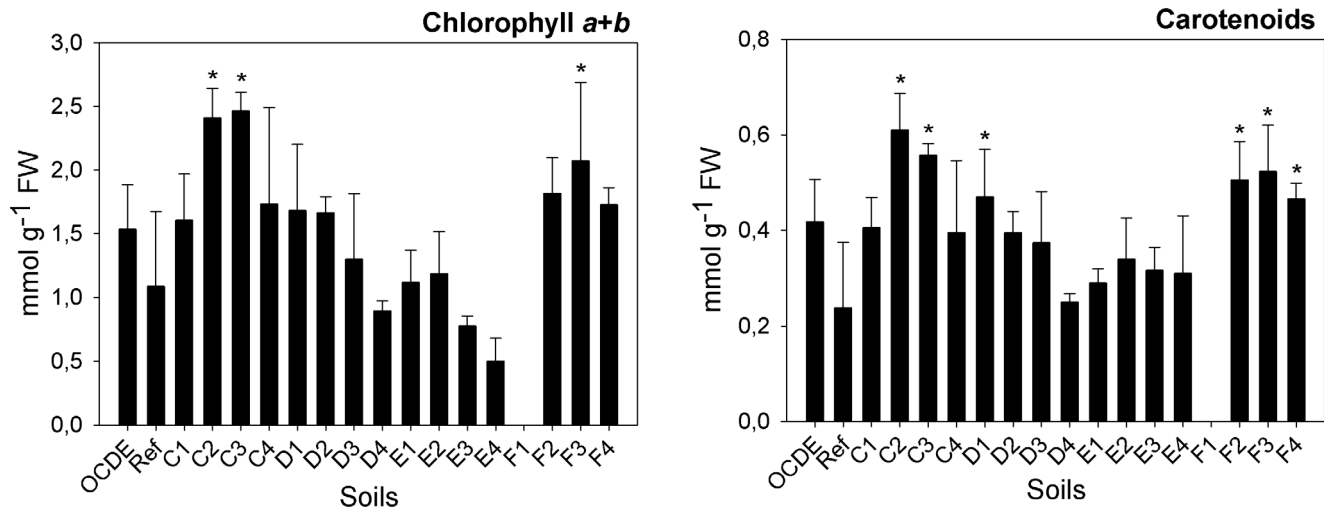 Chlorophyll a+b
3,0
2,5
2,0
1,5
1,0
0,5
0,0
mmol g-1 FW
* * *
OCDE Ref C1 C2 C3 C4 D1 D2 D3 D4 E1 E2 E3 E4 F1 F2 F3 F4
Soils
Carotenoids
0,8
0,6
0,4
0,2
0,0
mmol g-1 FW
* * * * * *
OCDE Ref C1 C2 C3 C4 D1 D2 D3 D4 E1 E2 E3 E4 F1 F2 F3 F4
Soils